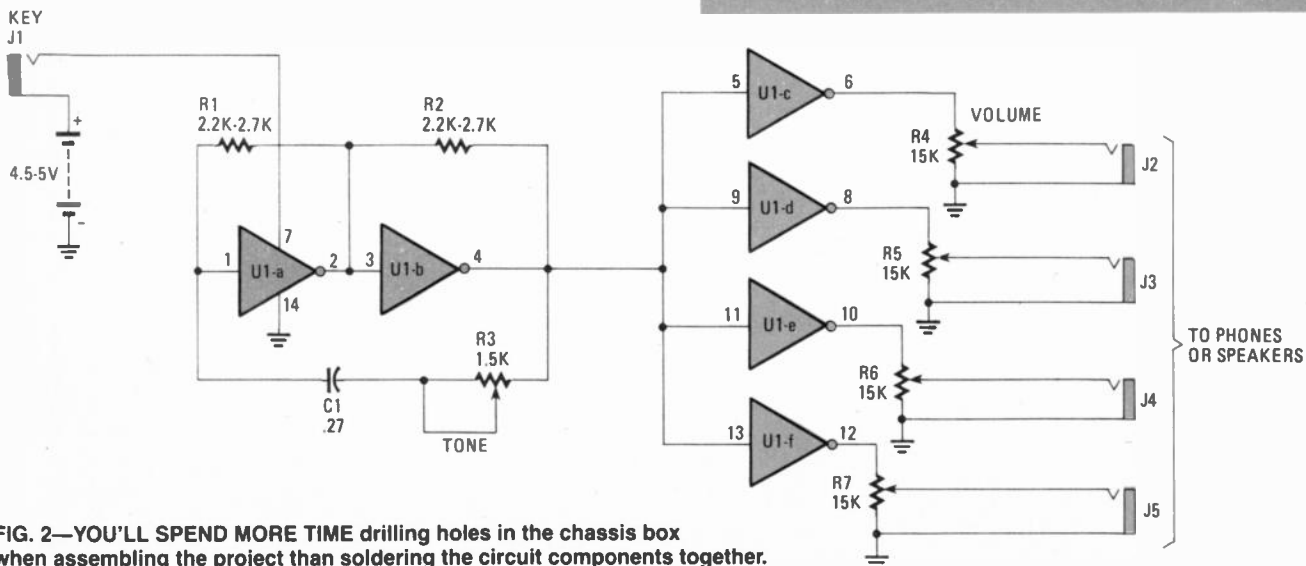 KEY
J1
+
4.5-5V
-
R1
2.2K-2.7K
R2
2.2K-2.7K
1
U1-a
7
2
14
3
U1-b
4
C1
.27
R3
1.5K
TONE
5
U1-c
6
9
U1-d
8
11
U1-e
10
13
U1-f
12
VOLUME
R4
15K
J2
R5
15K
J3
R6
15K
J4
R7
15K
J5
TO PHONES
OR SPEAKERS
FIG. 2—YOU'LL SPEND MORE TIME drilling holes in the chassis box
when assembling the project than soldering the circuit components together.